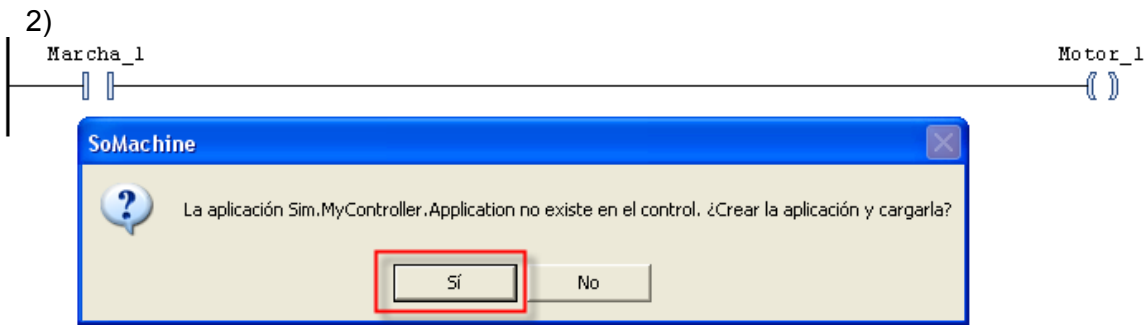 2)
Marcha_1 Motor_1
SoMachine
La aplicación Sim.MyController.Application no existe en el control. ¿Crear la aplicación y cargarla?
Sí No